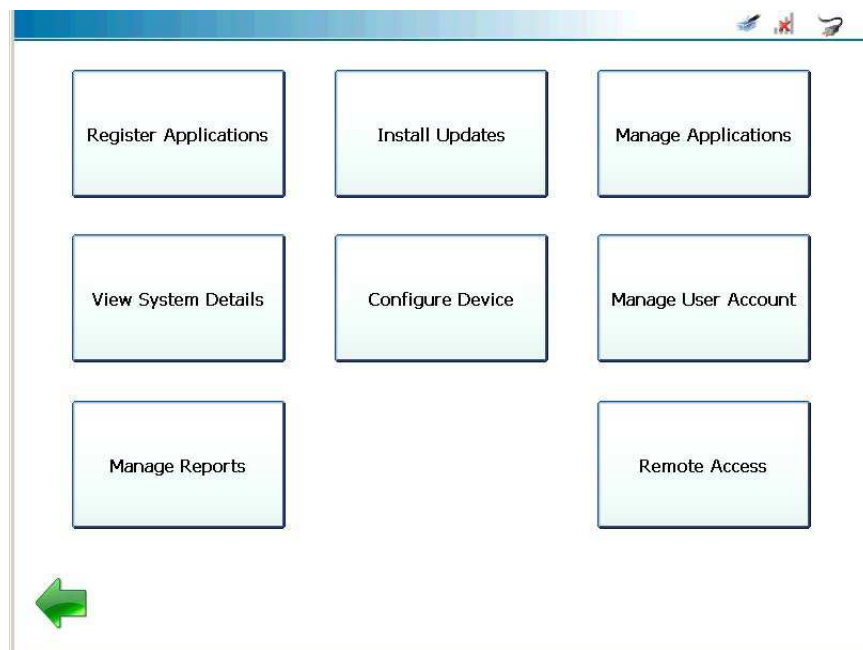 Register Applications
Install Updates
Manage Applications
View System Details
Configure Device
Manage User Account
Manage Reports
Remote Access